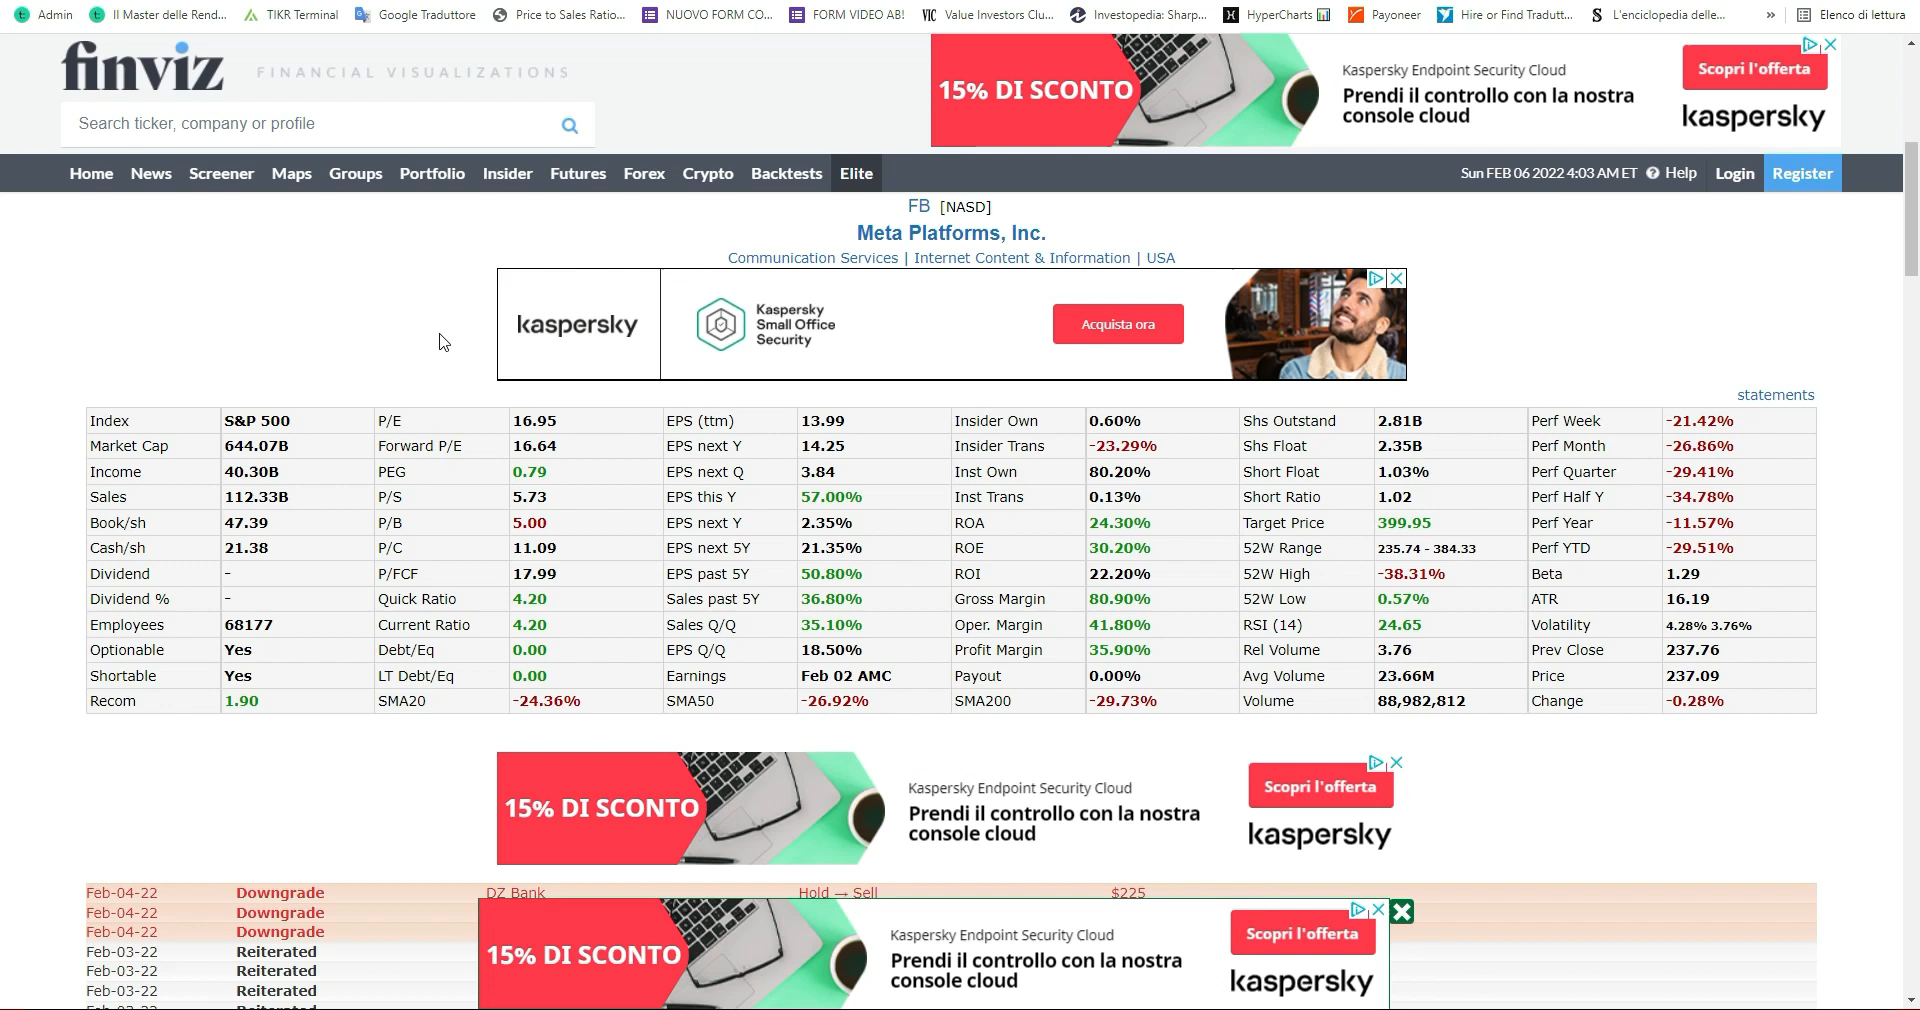 Admin Il Master delle Rend... TIKR Terminal Google Traduttore Price to Sales Ratio... NUOVO FORM CO... FORM VIDEO AB! VIC Value Investors Clu... Investopedia: Sharp... HyperCharts Payoneer Hire or Find Tradutt... L'enciclopedia delle... » Elenco di lettura
finviz FINANCIAL VISUALIZATIONS
Search ticker, company or profile
15% DI SCONTO
Kaspersky Endpoint Security Cloud
Prendi il controllo con la nostra
console cloud
Scopri l'offerta
kaspersky
Home News Screener Maps Groups Portfolio Insider Futures Forex Crypto Backtests Elite Sun FEB 06 2022 4:03 AM ET Help Login Register
FB [NASD]
Meta Platforms, Inc.
Communication Services | Internet Content & Information | USA
kaspersky
Kaspersky
Small Office
Security
Acquista ora
statements
Index S&P 500 P/E 16.95 EPS (ttm) 13.99 Insider Own 0.60% Shs Outstand 2.81B Perf Week -21.42%
Market Cap 644.07B Forward P/E 16.64 EPS next Y 14.25 Insider Trans -23.29% Shs Float 2.35B Perf Month -26.86%
Income 40.30B PEG 0.79 EPS next Q 3.84 Inst Own 80.20% Short Float 1.03% Perf Quarter -29.41%
Sales 112.33B P/S 5.73 EPS this Y 57.00% Inst Trans 0.13% Short Ratio 1.02 Perf Half Y -34.78%
Book/sh 47.39 P/B 5.00 EPS next Y 2.35% ROA 24.30% Target Price 399.95 Perf Year -11.57%
Cash/sh 21.38 P/C 11.09 EPS next 5Y 21.35% ROE 30.20% 52W Range 235.74 - 384.33 Perf YTD -29.51%
Dividend - P/FCF 17.99 EPS past 5Y 50.80% ROI 22.20% 52W High -38.31% Beta 1.29
Dividend % - Quick Ratio 4.20 Sales past 5Y 36.80% Gross Margin 80.90% 52W Low 0.57% ATR 16.19
Employees 68177 Current Ratio 4.20 Sales Q/Q 35.10% Oper. Margin 41.80% RSI (14) 24.65 Volatility 4.28% 3.76%
Optionable Yes Debt/Eq 0.00 EPS Q/Q 18.50% Profit Margin 35.90% Rel Volume 3.76 Prev Close 237.76
Shortable Yes LT Debt/Eq 0.00 Earnings Feb 02 AMC Payout 0.00% Avg Volume 23.66M Price 237.09
Recom 1.90 SMA20 -24.36% SMA50 -26.92% SMA200 -29.73% Volume 88,982,812 Change -0.28%
15% DI SCONTO
Kaspersky Endpoint Security Cloud
Prendi il controllo con la nostra
console cloud
Scopri l'offerta
kaspersky
Feb-04-22 Downgrade DZ Bank Hold → Sell $225
Feb-04-22 Downgrade
Feb-04-22 Downgrade
Feb-03-22 Reiterated
Feb-03-22 Reiterated
Feb-03-22 Reiterated
15% DI SCONTO
Kaspersky Endpoint Security Cloud
Prendi il controllo con la nostra
console cloud
Scopri l'offerta
kaspersky